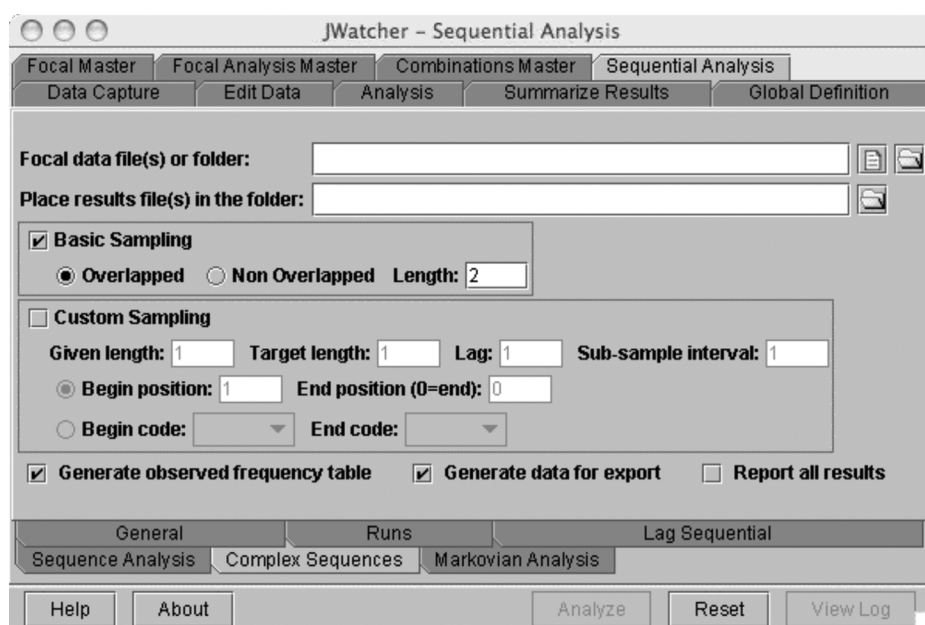 JWatcher – Sequential Analysis
Focal Master Focal Analysis Master Combinations Master Sequential Analysis
Data Capture Edit Data Analysis Summarize Results Global Definition
Focal data file(s) or folder:
Place results file(s) in the folder:
Basic Sampling
Overlapped Non Overlapped Length: 2
Custom Sampling
Given length: 1 Target length: 1 Lag: 1 Sub-sample interval: 1
Begin position: 1 End position (0=end): 0
Begin code: End code:
Generate observed frequency table Generate data for export Report all results
General Runs Lag Sequential
Sequence Analysis Complex Sequences Markovian Analysis
Help About Analyze Reset View Log